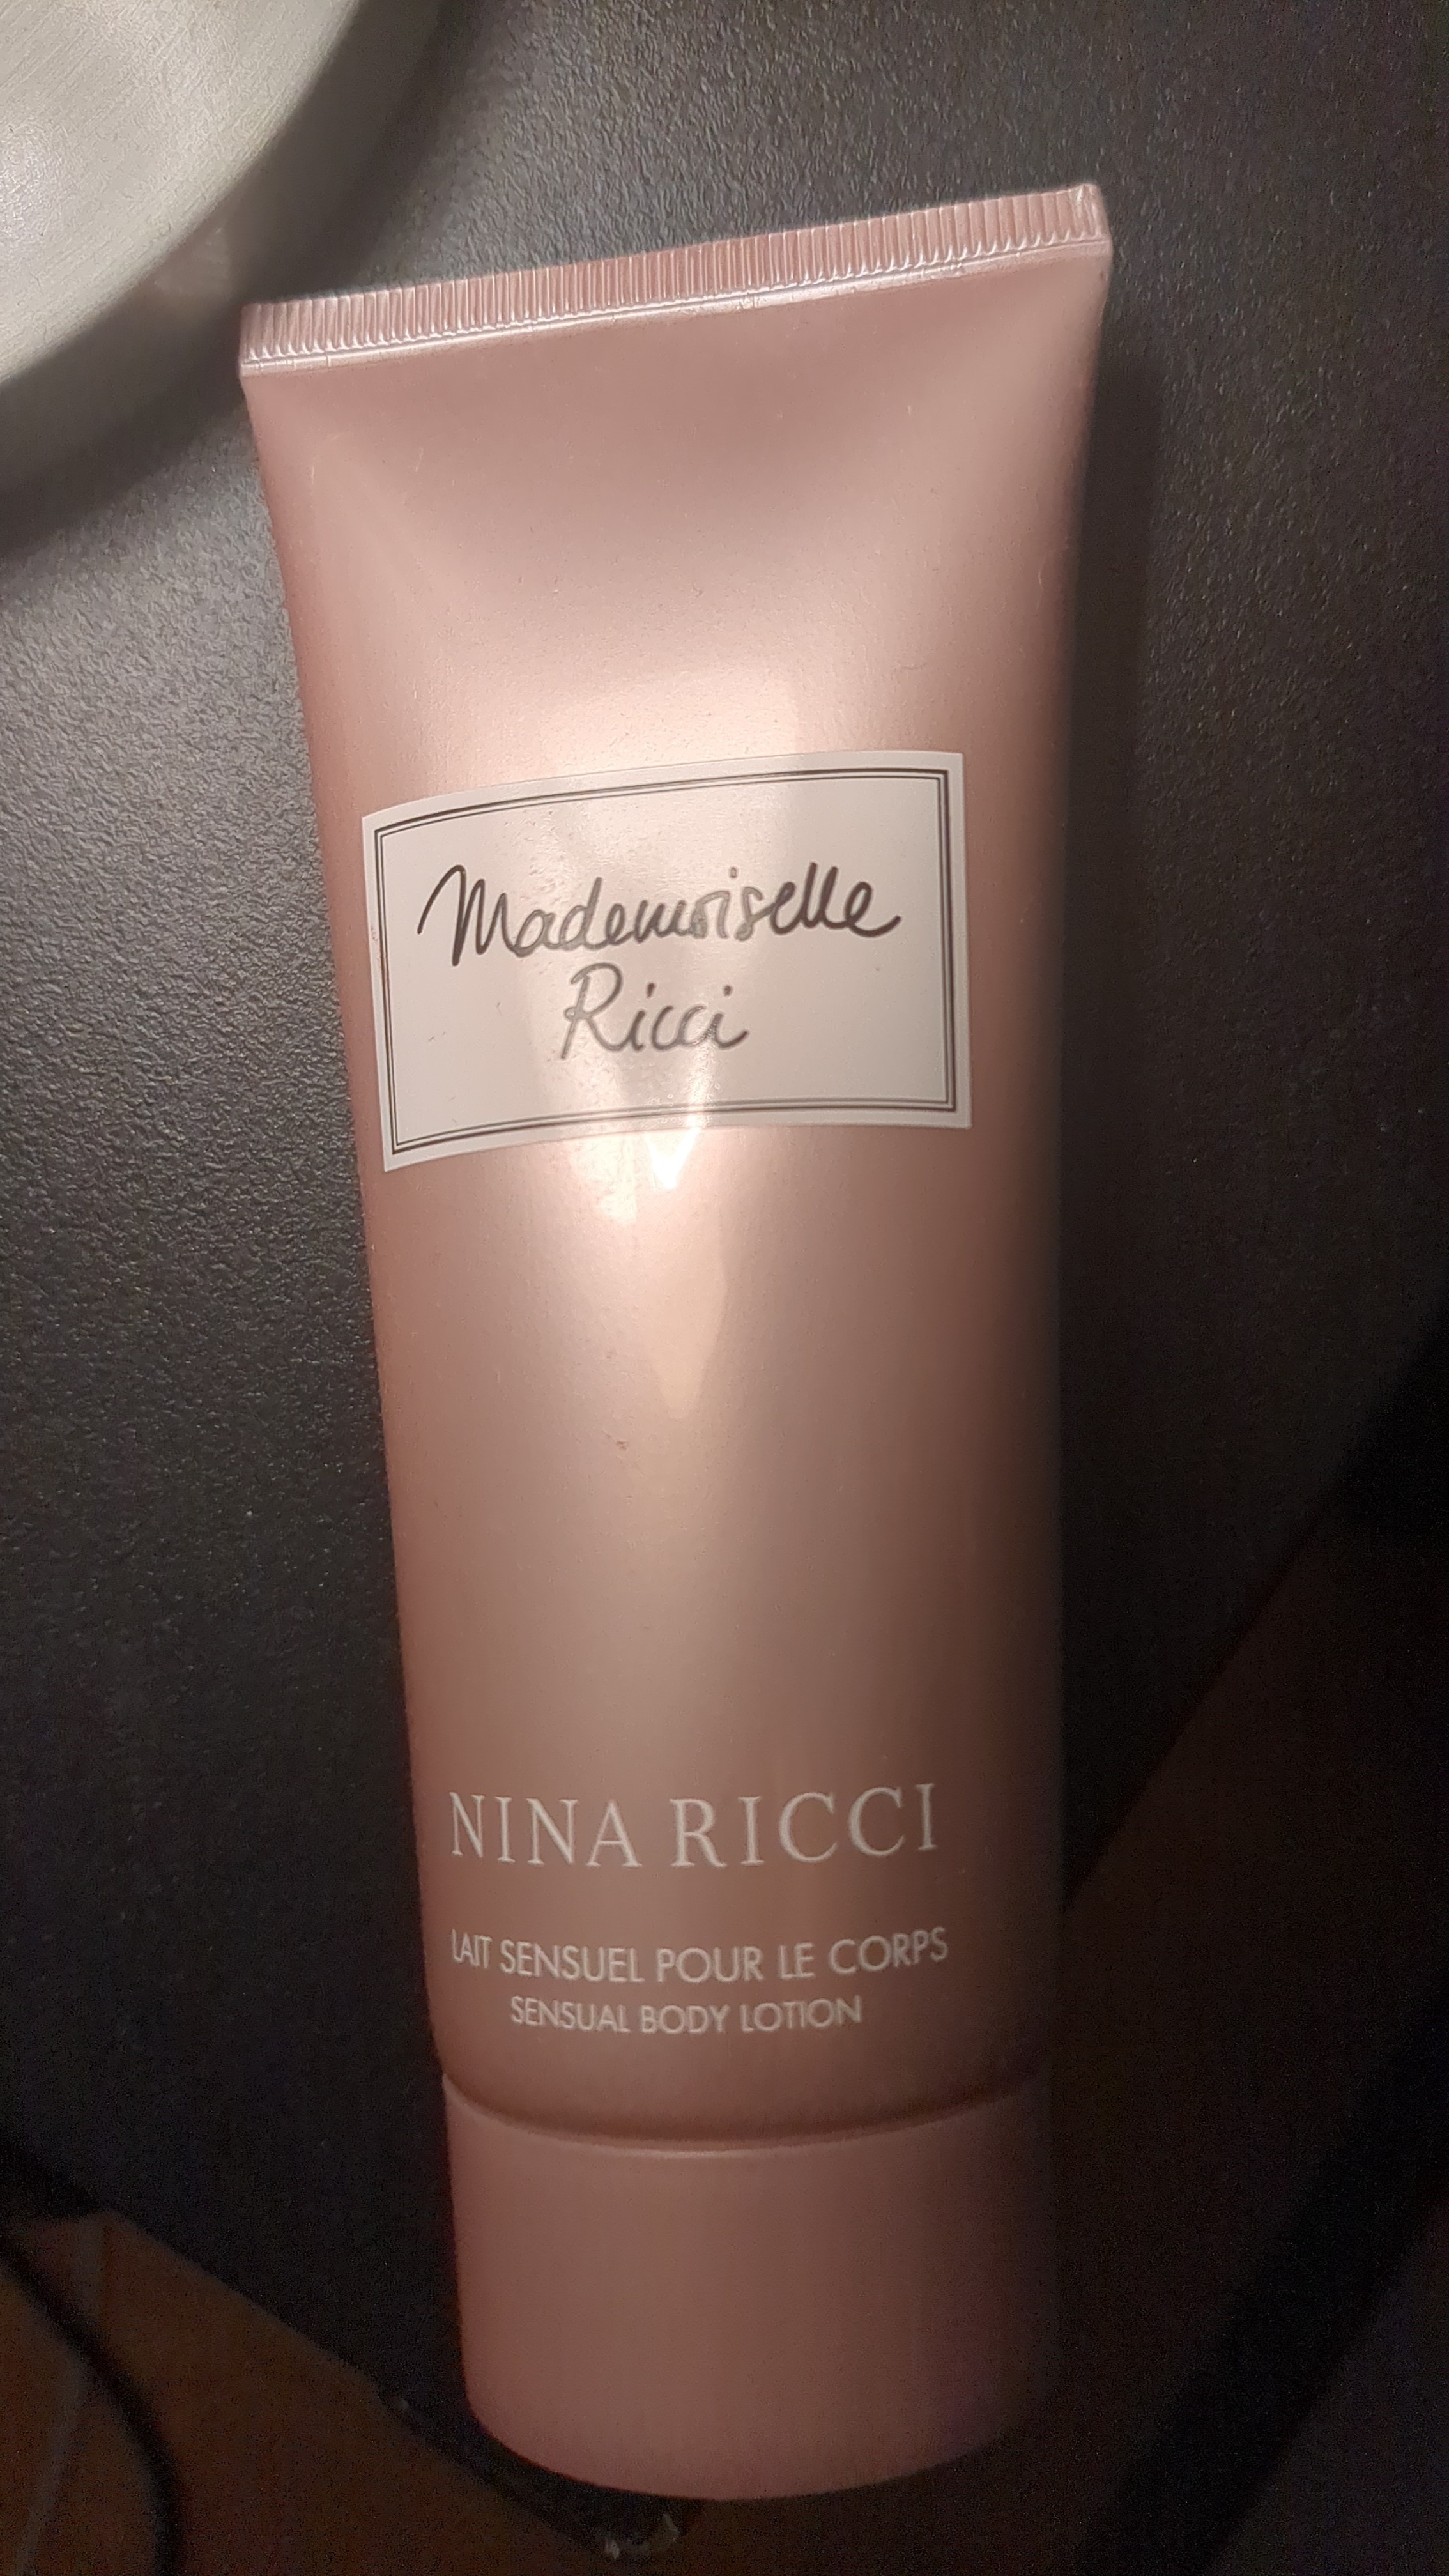 Mademoiselle
Ricci
NINA RICCI
LAIT SENSUEL POUR LE CORPS
SENSUAL BODY LOTION